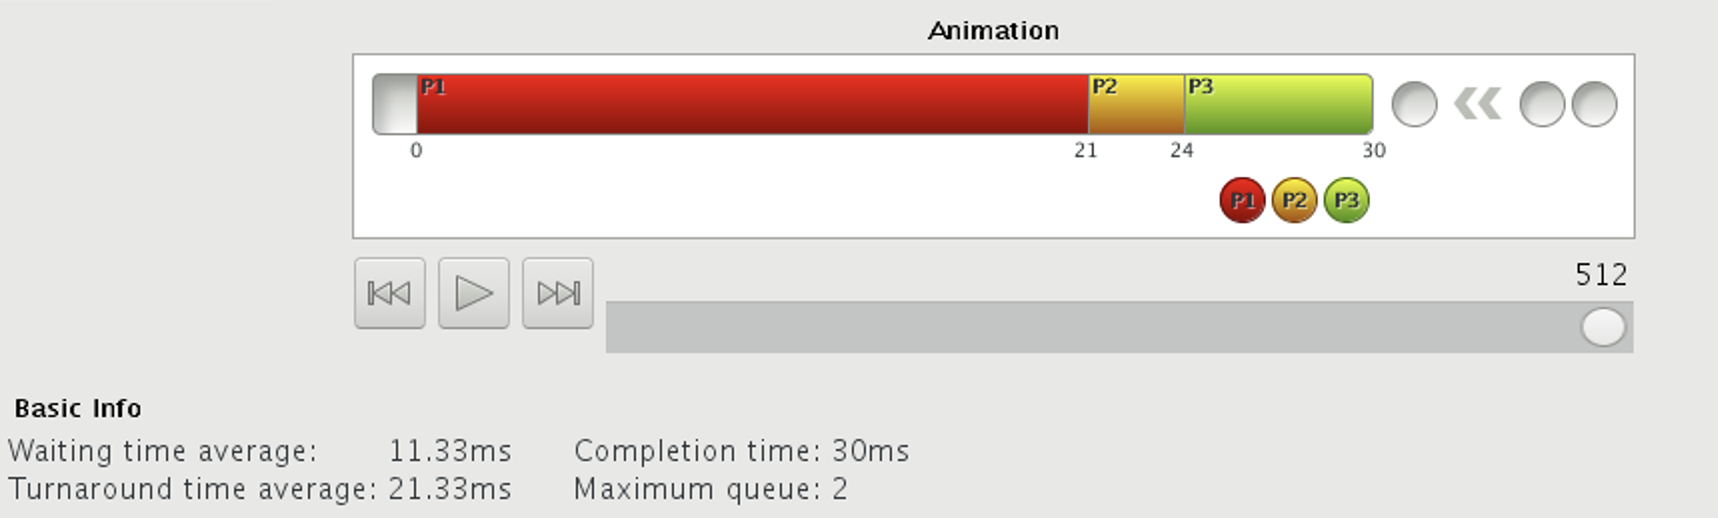 Animation
P1 P2 P3
0 21 24 30
P1 P2 P3
512
Basic Info
Waiting time average: 11.33ms Completion time: 30ms
Turnaround time average: 21.33ms Maximum queue: 2